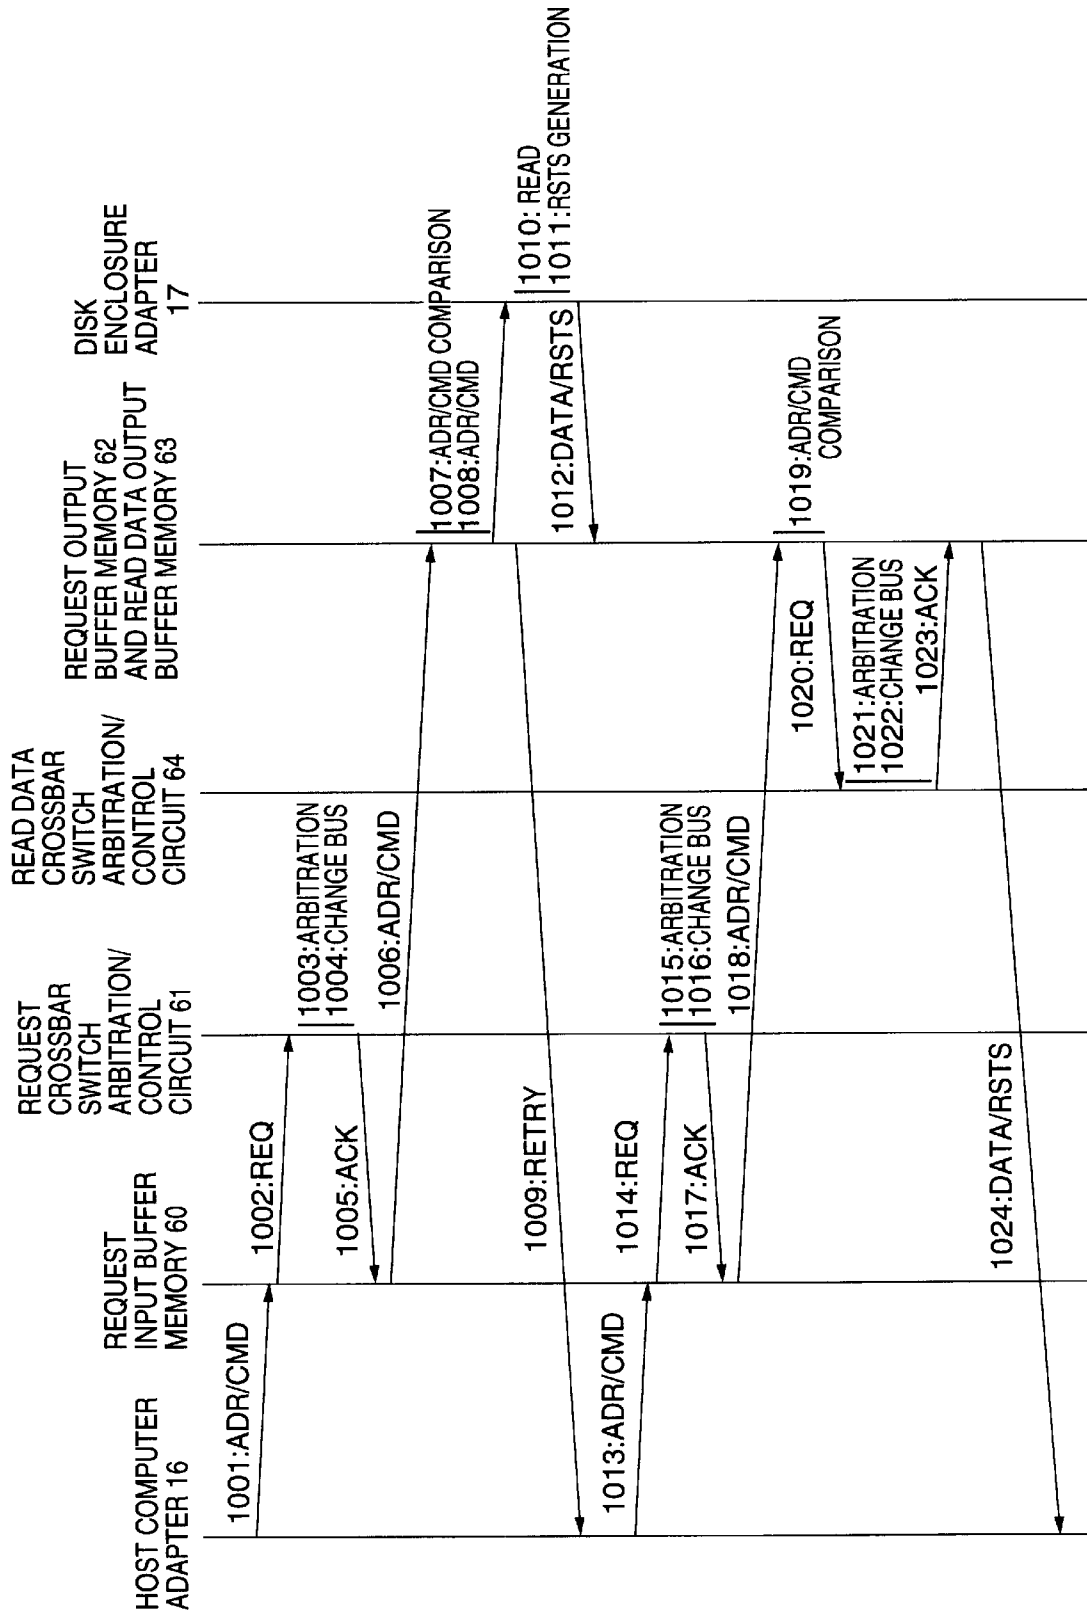 HOST COMPUTER
ADAPTER 16
REQUEST
INPUT BUFFER
MEMORY 60
REQUEST
CROSSBAR
SWITCH
ARBITRATION/
CONTROL
CIRCUIT 61
READ DATA
CROSSBAR
SWITCH
ARBITRATION/
CONTROL
CIRCUIT 64
REQUEST OUTPUT
BUFFER MEMORY 62
AND READ DATA OUTPUT
BUFFER MEMORY 63
DISK
ENCLOSURE
ADAPTER
17
1001:ADR/CMD
1002:REQ
1003:ARBITRATION
1004:CHANGE BUS
1005:ACK
1006:ADR/CMD
1007:ADR/CMD COMPARISON
1008:ADR/CMD
1009:RETRY
1010: READ
1011:RSTS GENERATION
1012:DATA/RSTS
1013:ADR/CMD
1014:REQ
1015:ARBITRATION
1016:CHANGE BUS
1017:ACK
1018:ADR/CMD
1019:ADR/CMD
COMPARISON
1020:REQ
1021:ARBITRATION
1022:CHANGE BUS
1023:ACK
1024:DATA/RSTS